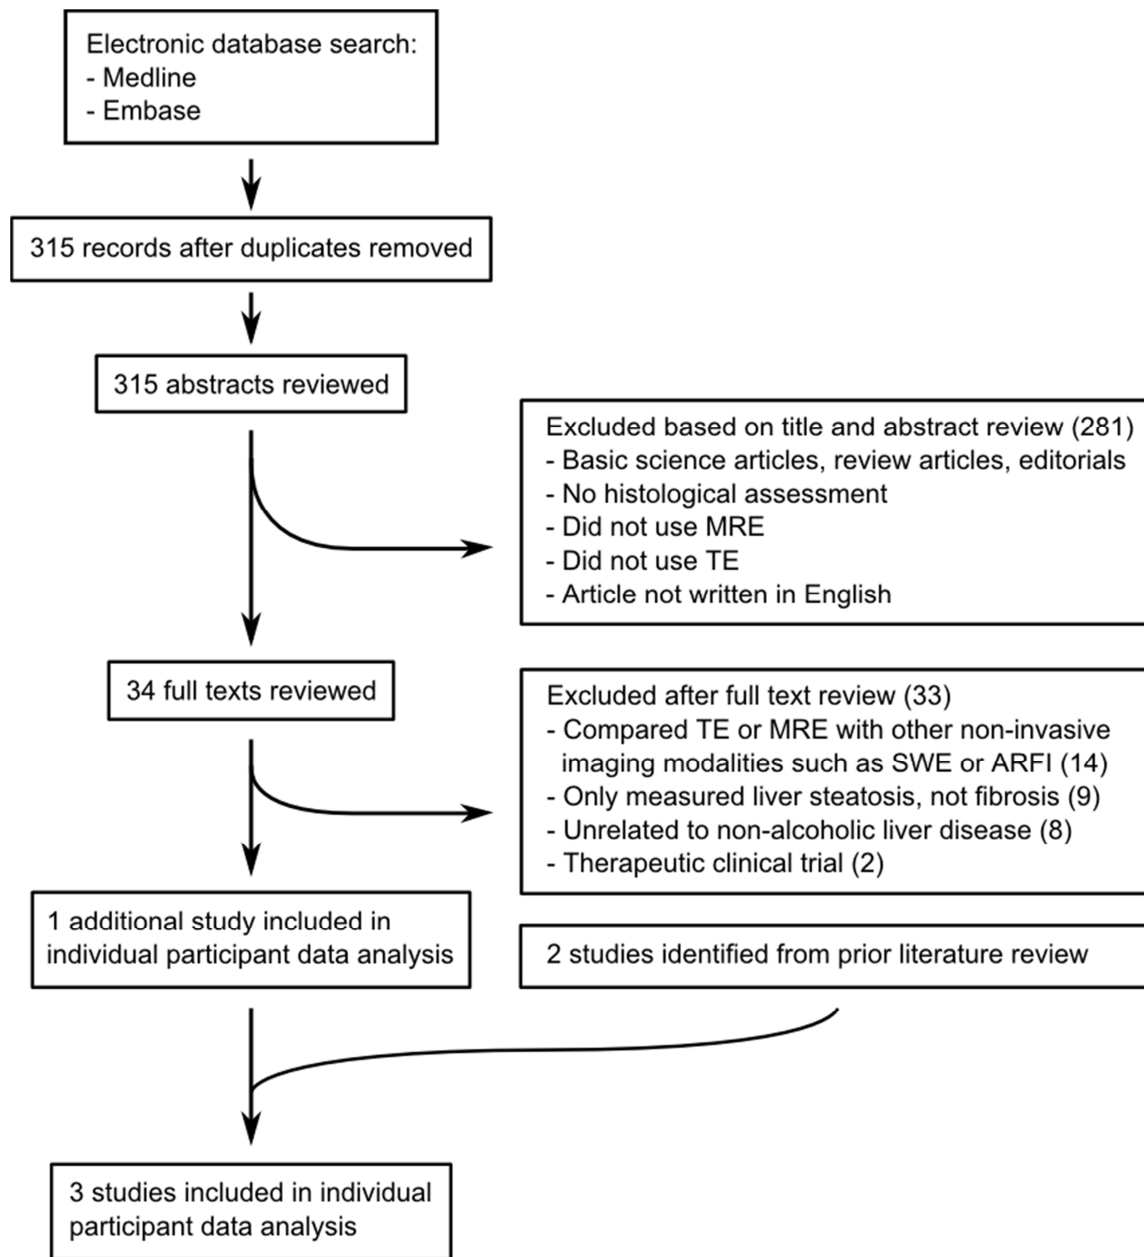 Electronic database search:
- Medline
- Embase
315 records after duplicates removed
315 abstracts reviewed
Excluded based on title and abstract review (281)
- Basic science articles, review articles, editorials
- No histological assessment
- Did not use MRE
- Did not use TE
- Article not written in English
34 full texts reviewed
Excluded after full text review (33)
- Compared TE or MRE with other non-invasive
imaging modalities such as SWE or ARFI (14)
- Only measured liver steatosis, not fibrosis (9)
- Unrelated to non-alcoholic liver disease (8)
- Therapeutic clinical trial (2)
1 additional study included in
individual participant data analysis
2 studies identified from prior literature review
3 studies included in individual
participant data analysis